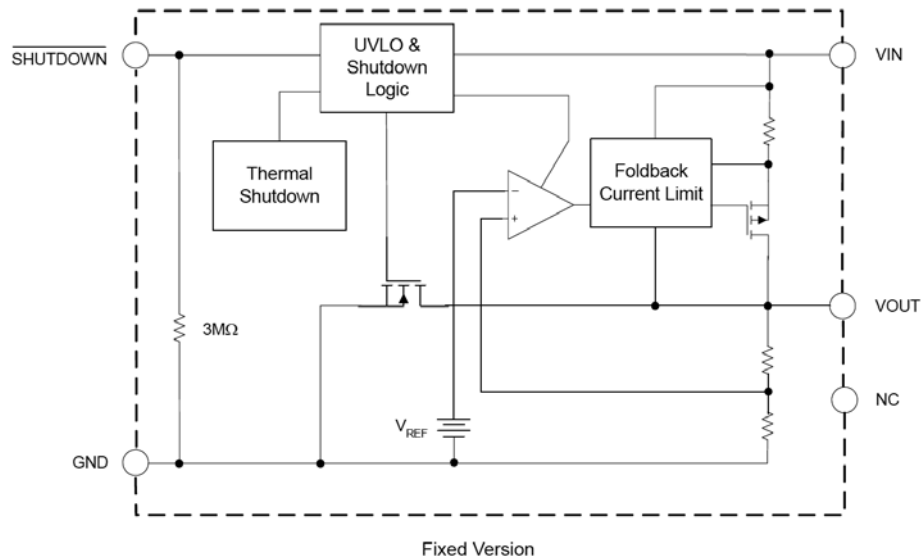 SHUTDOWN
UVLO &
Shutdown
Logic
VIN
Thermal
Shutdown
Foldback
Current Limit
−
+
3MΩ
VOUT
NC
VREF
GND
Fixed Version